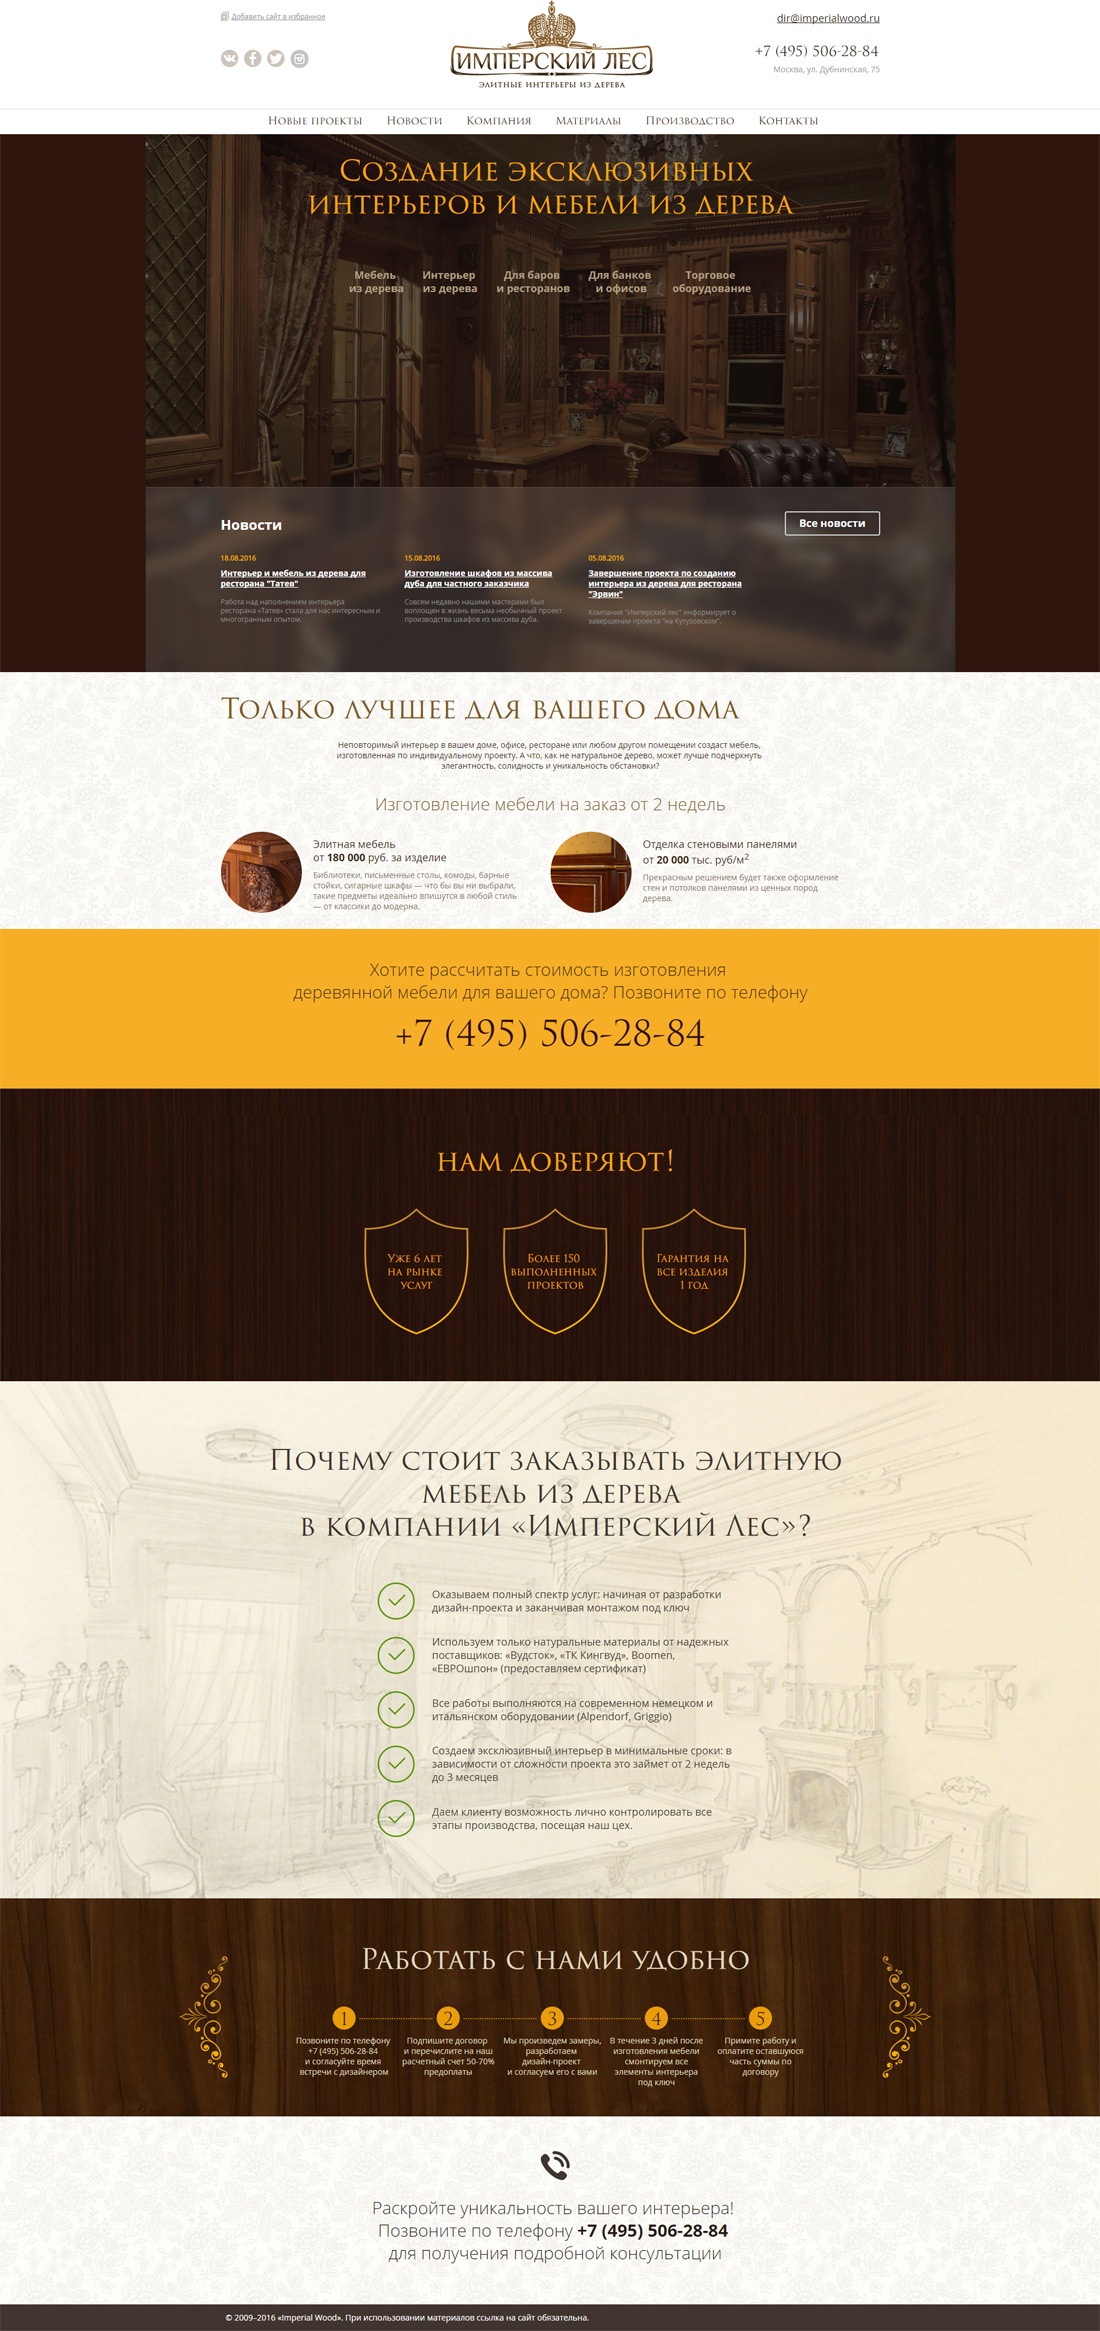 Добавить сайт в избранное
ИМПЕРСКИЙ ЛЕС
ЭЛИТНЫЕ ИНТЕРЬЕРЫ ИЗ ДЕРЕВА
dir@imperialwood.ru
+7 (495) 506-28-84
Москва, ул. Дубнинская, 75
Новые проекты Новости Компания Материалы Производство Контакты
Создание эксклюзивных
интерьеров и мебели из дерева
Мебель
из дерева
Интерьер
из дерева
Для баров
и ресторанов
Для банков
и офисов
Торговое
оборудование
Новости
Все новости
18.08.2016
Интерьер и мебель из дерева для
ресторана "Татев"
Работа над наполнением интерьера
ресторана «Татев» стала для нас интересным и
многогранным опытом.
15.08.2016
Изготовление шкафов из массива
дуба для частного заказчика
Совсем недавно нашими мастерами был
воплощен в жизнь весьма необычный проект
производства шкафов из массива дуба.
05.08.2016
Завершение проекта по созданию
интерьера из дерева для ресторана
"Эрвин"
Компания "Имперский лес" информирует о
завершении проекта "на Кутузовском".
Только лучшее для вашего дома
Неповторимый интерьер в вашем доме, офисе, ресторане или любом другом помещении создаст мебель,
изготовленная по индивидуальному проекту. А что, как не натуральное дерево, может лучше подчеркнуть
элегантность, солидность и уникальность обстановки?
Изготовление мебели на заказ от 2 недель
Элитная мебель
от 180 000 руб. за изделие
Библиотеки, письменные столы, комоды, барные
стойки, сигарные шкафы — что бы вы ни выбрали,
такие предметы идеально впишутся в любой стиль
— от классики до модерна.
Отделка стеновыми панелями
от 20 000 тыс. руб/м2
Прекрасным решением будет также оформление
стен и потолков панелями из ценных пород
дерева.
Хотите рассчитать стоимость изготовления
деревянной мебели для вашего дома? Позвоните по телефону
+7 (495) 506-28-84
нам доверяют!
Уже 6 лет
на рынке
услуг
Более 150
выполненных
проектов
Гарантия на
все изделия
1 год
Почему стоит заказывать элитную
мебель из дерева
в компании «Имперский Лес»?
Оказываем полный спектр услуг: начиная от разработки
дизайн-проекта и заканчивая монтажом под ключ
Используем только натуральные материалы от надежных
поставщиков: «Вудсток», «ТК Кингвуд», Boomen,
«ЕВРОшпон» (предоставляем сертификат)
Все работы выполняются на современном немецком и
итальянском оборудовании (Alpendorf, Griggio)
Создаем эксклюзивный интерьер в минимальные сроки: в
зависимости от сложности проекта это займет от 2 недель
до 3 месяцев
Даем клиенту возможность лично контролировать все
этапы производства, посещая наш цех.
Работать с нами удобно
1
Позвоните по телефону
+7 (495) 506-28-84
и согласуйте время
встречи с дизайнером
2
Подпишите договор
и перечислите на наш
расчетный счет 50-70%
предоплаты
3
Мы произведем замеры,
разработаем
дизайн-проект
и согласуем его с вами
4
В течение 3 дней после
изготовления мебели
смонтируем все
элементы интерьера
под ключ
5
Примите работу и
оплатите оставшуюся
часть суммы по
договору
Раскройте уникальность вашего интерьера!
Позвоните по телефону +7 (495) 506-28-84
для получения подробной консультации
© 2009–2016 «Imperial Wood». При использовании материалов ссылка на сайт обязательна.